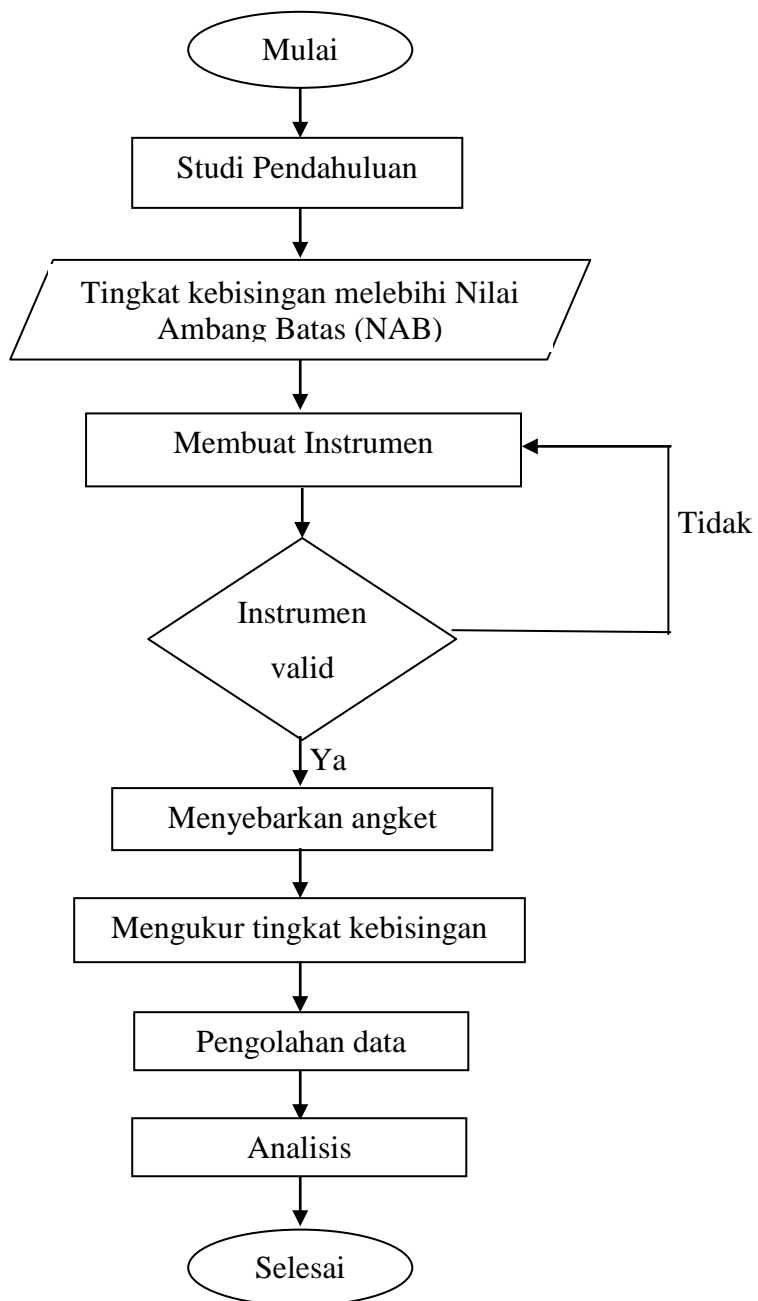 Mulai
Studi Pendahuluan
Tingkat kebisingan melebihi Nilai
Ambang Batas (NAB)
Membuat Instrumen
Tidak
Instrumen
valid
Ya
Menyebarkan angket
Mengukur tingkat kebisingan
Pengolahan data
Analisis
Selesai